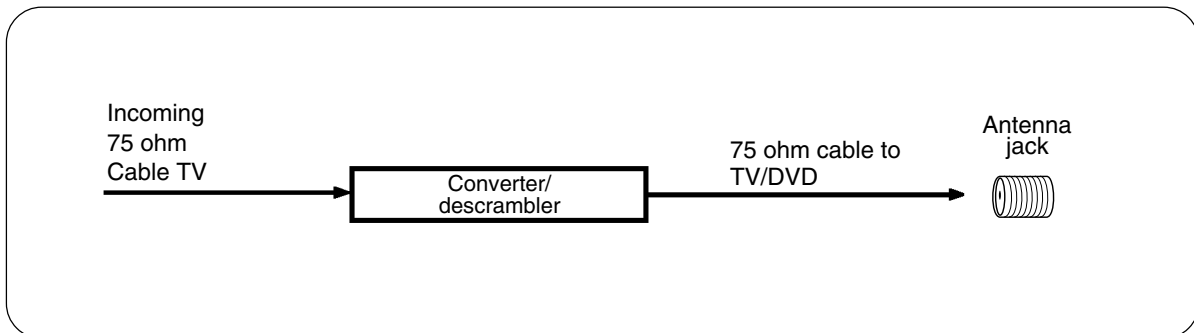 Incoming
75 ohm
Cable TV
Converter/
descrambler
75 ohm cable to
TV/DVD
Antenna
jack